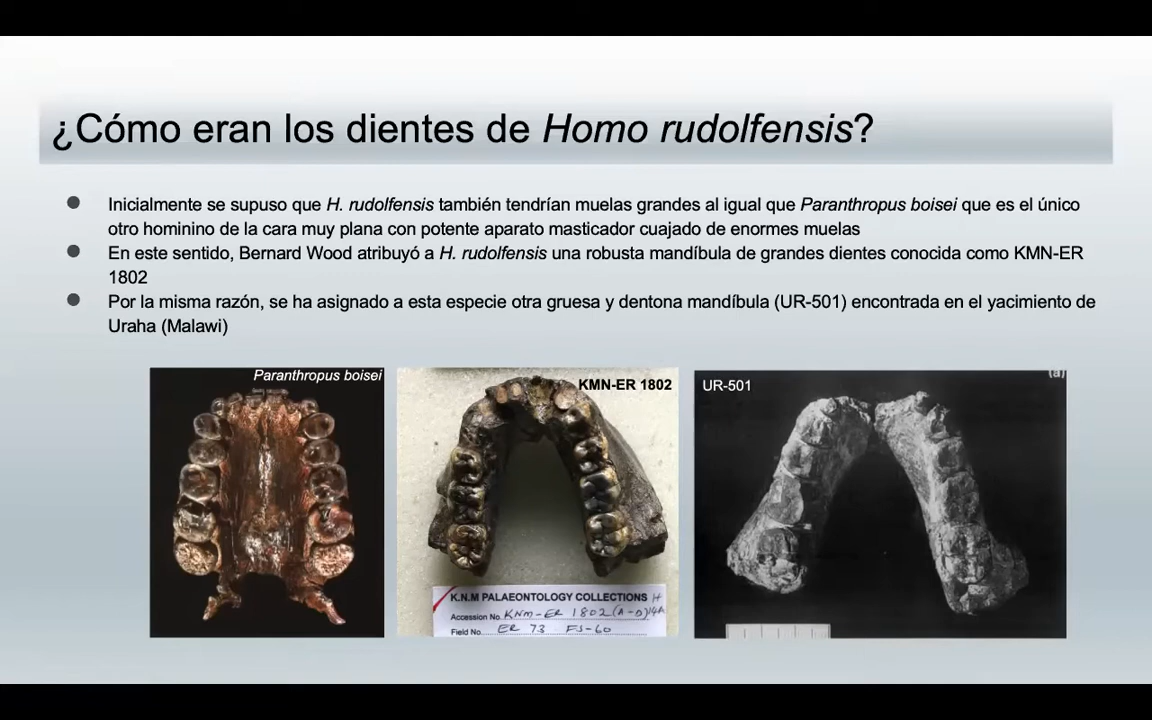 ¿Cómo eran los dientes de Homo rudolfensis?
Inicialmente se supuso que H. rudolfensis también tendrían muelas grandes al igual que Paranthropus boisei que es el único
otro hominino de la cara muy plana con potente aparato masticador cuajado de enormes muelas
En este sentido, Bernard Wood atribuyó a H. rudolfensis una robusta mandíbula de grandes dientes conocida como KMN-ER
1802
Por la misma razón, se ha asignado a esta especie otra gruesa y dentona mandíbula (UR-501) encontrada en el yacimiento de
Uraha (Malawi)
Paranthropus boisei
KMN-ER 1802
K.N.M PALAEONTOLOGY COLLECTIONS H
Accession No. KNM-ER 1802 (A-D)
Field No. ER 73 FS-60
UR-501
(a)